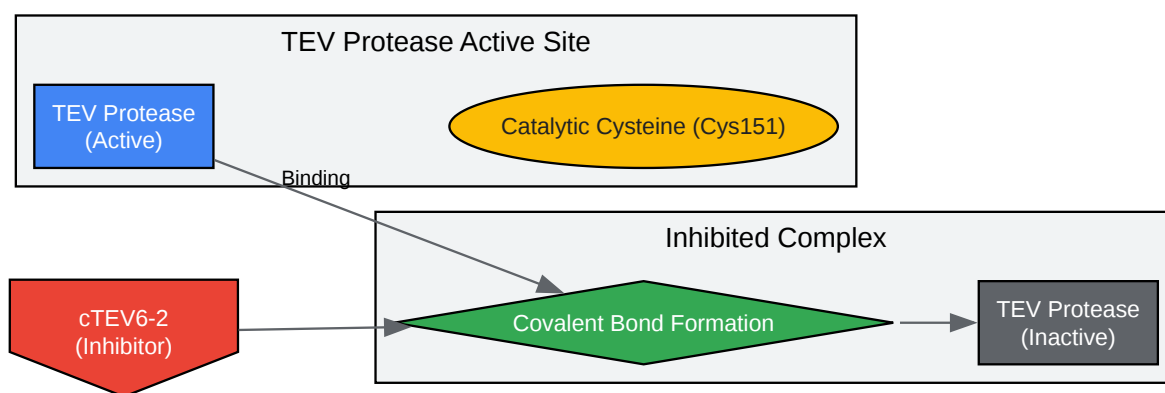 TEV Protease Active Site
TEV Protease
(Active)
Catalytic Cysteine (Cys151)
Binding
Inhibited Complex
cTEV6-2
(Inhibitor)
Covalent Bond Formation
TEV Protease
(Inactive)